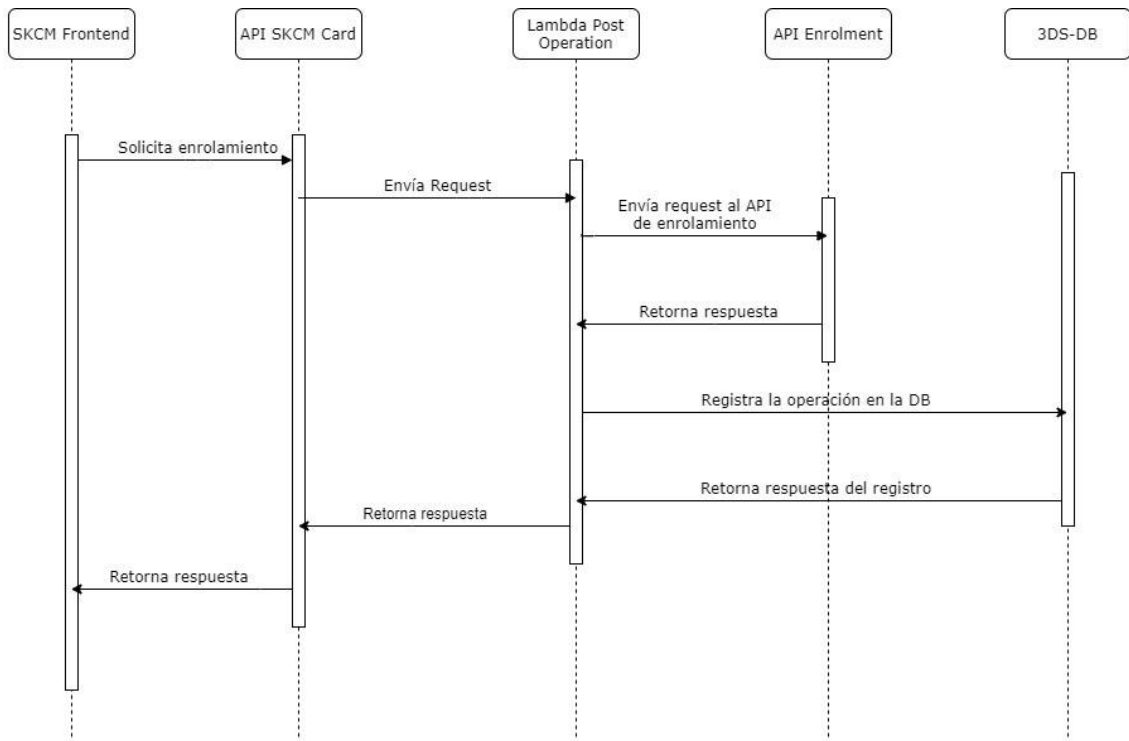 SKCM Frontend
API SKCM Card
Lambda Post
Operation
API Enrolment
3DS-DB
Solicita enrolamiento
Envía Request
Envía request al API
de enrolamiento
Retorna respuesta
Registra la operación en la DB
Retorna respuesta del registro
Retorna respuesta
Retorna respuesta